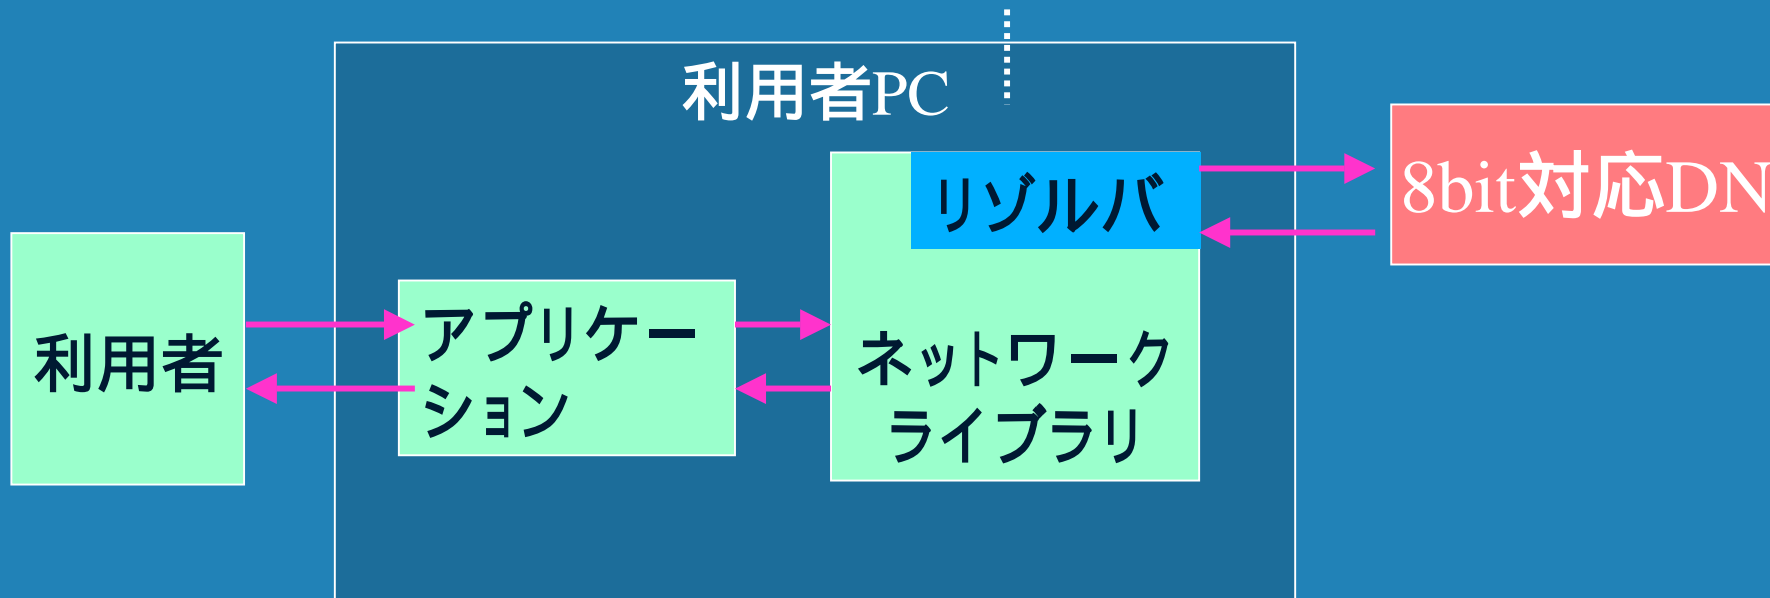 利用者PC
8bit対応DN
リゾルバ
利用者
アプリケー
ション
ネットワーク
ライブラリ